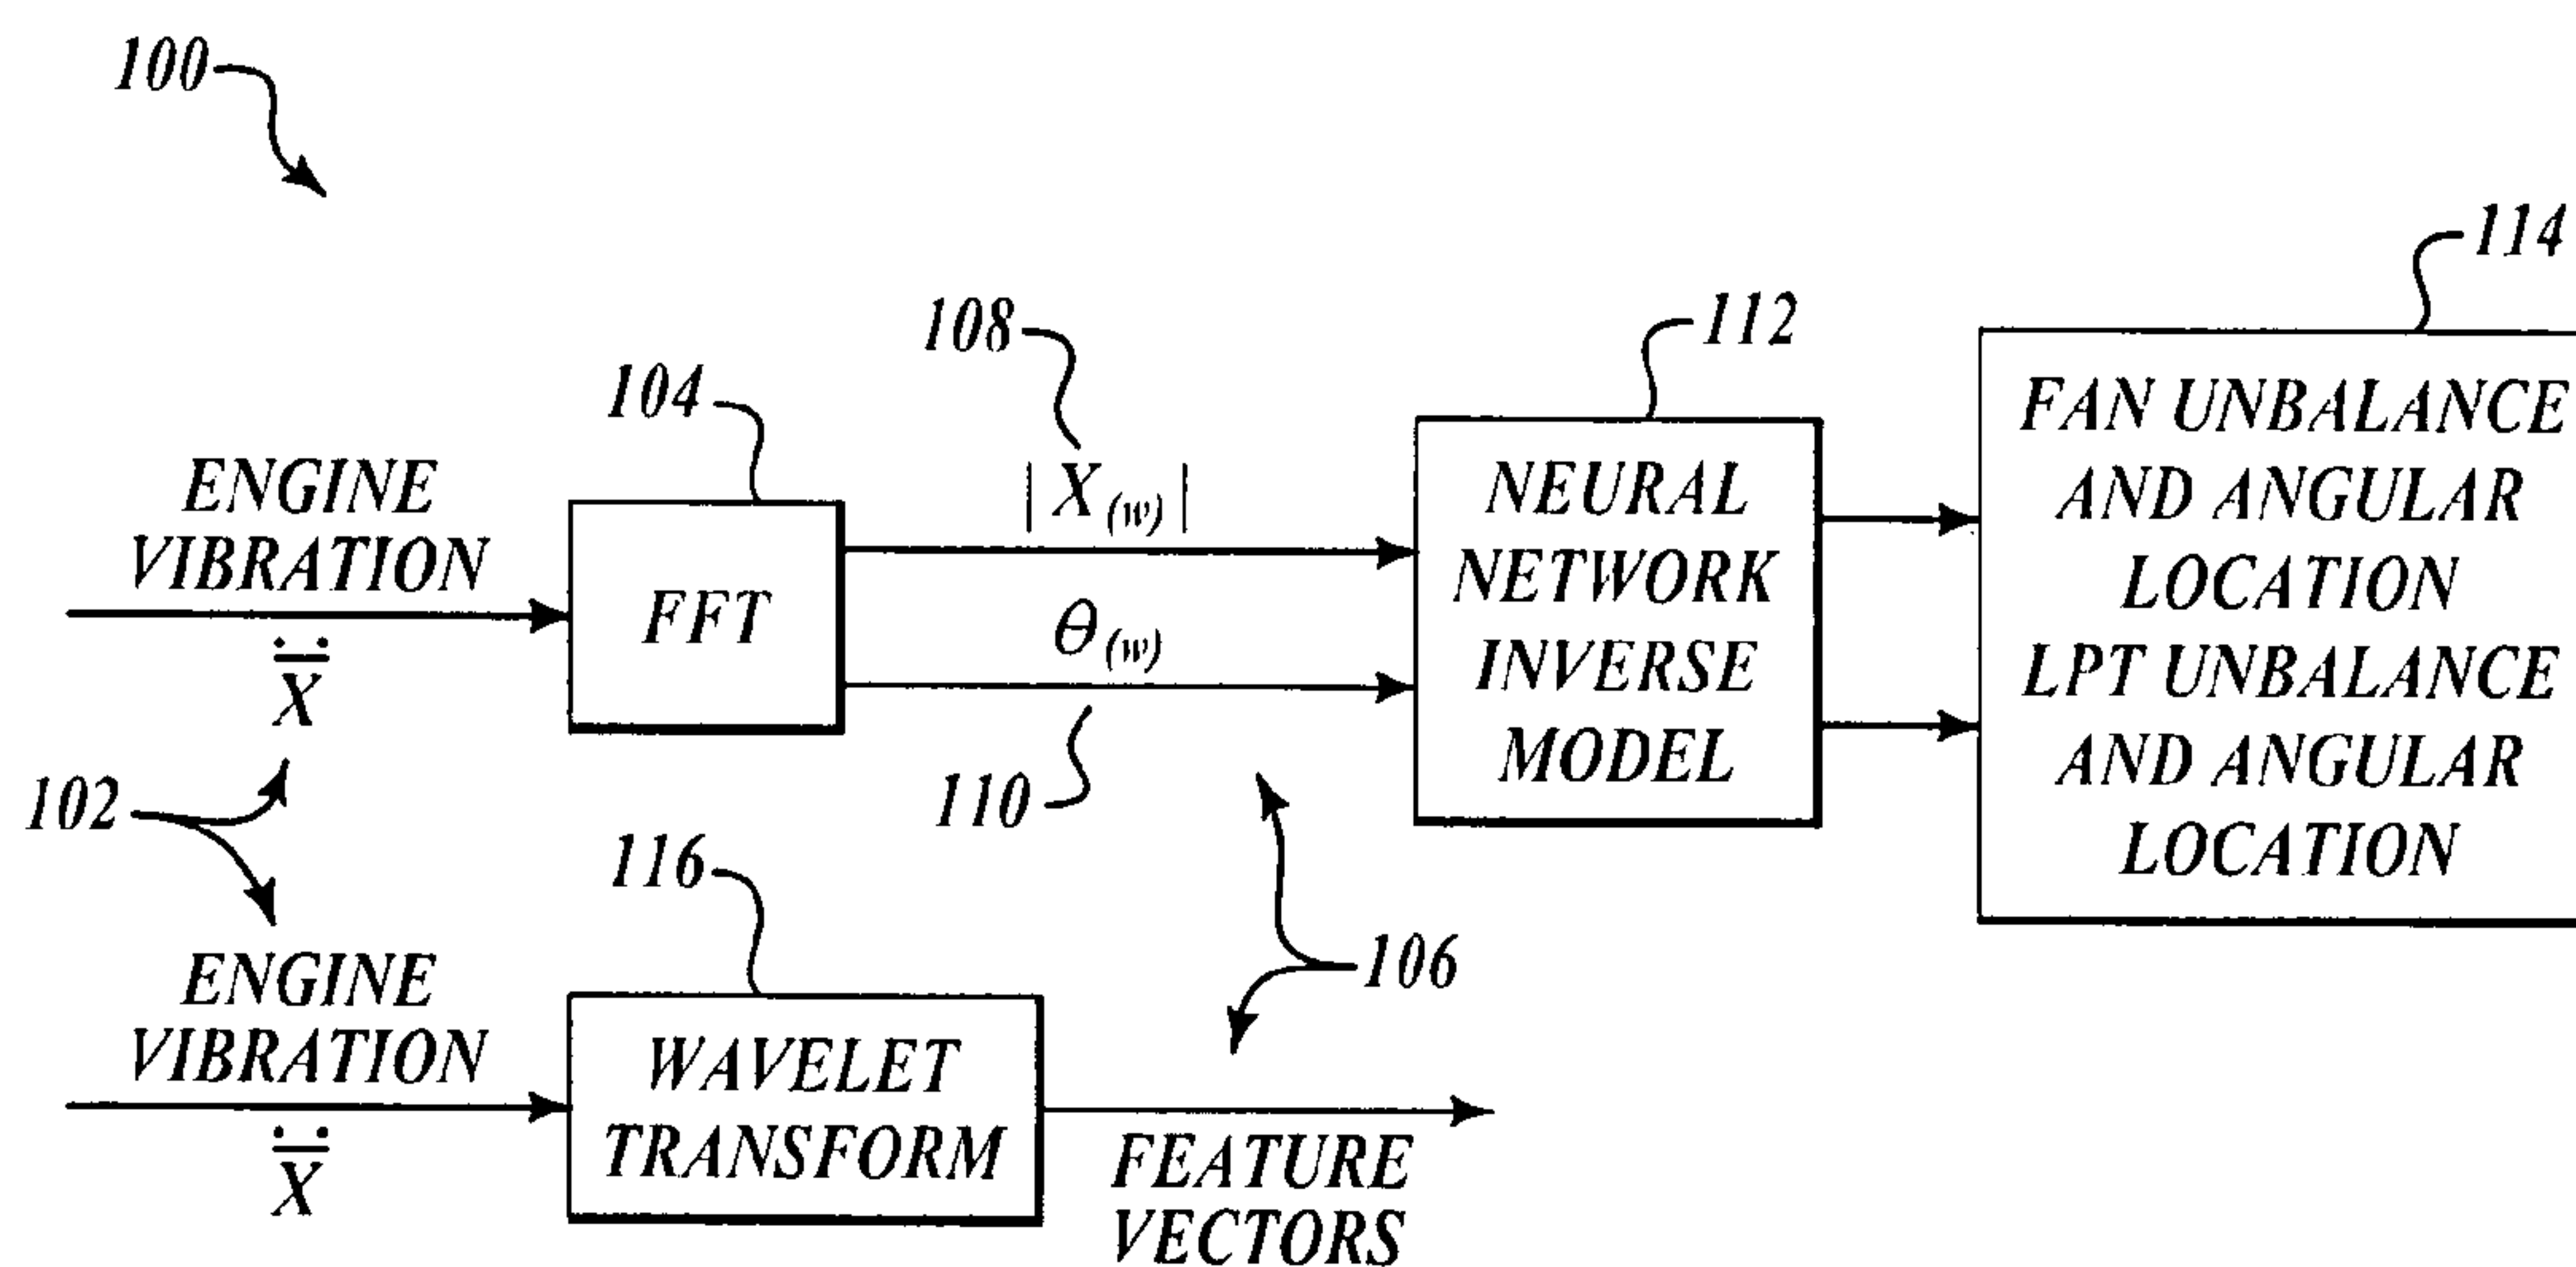 100
114
108
112
104
ENGINE
VIBRATION
Ẍ
FFT
|X(w)|
θ(w)
110
NEURAL
NETWORK
INVERSE
MODEL
FAN UNBALANCE
AND ANGULAR
LOCATION
LPT UNBALANCE
AND ANGULAR
LOCATION
102
116
106
ENGINE
VIBRATION
Ẍ
WAVELET
TRANSFORM
FEATURE
VECTORS